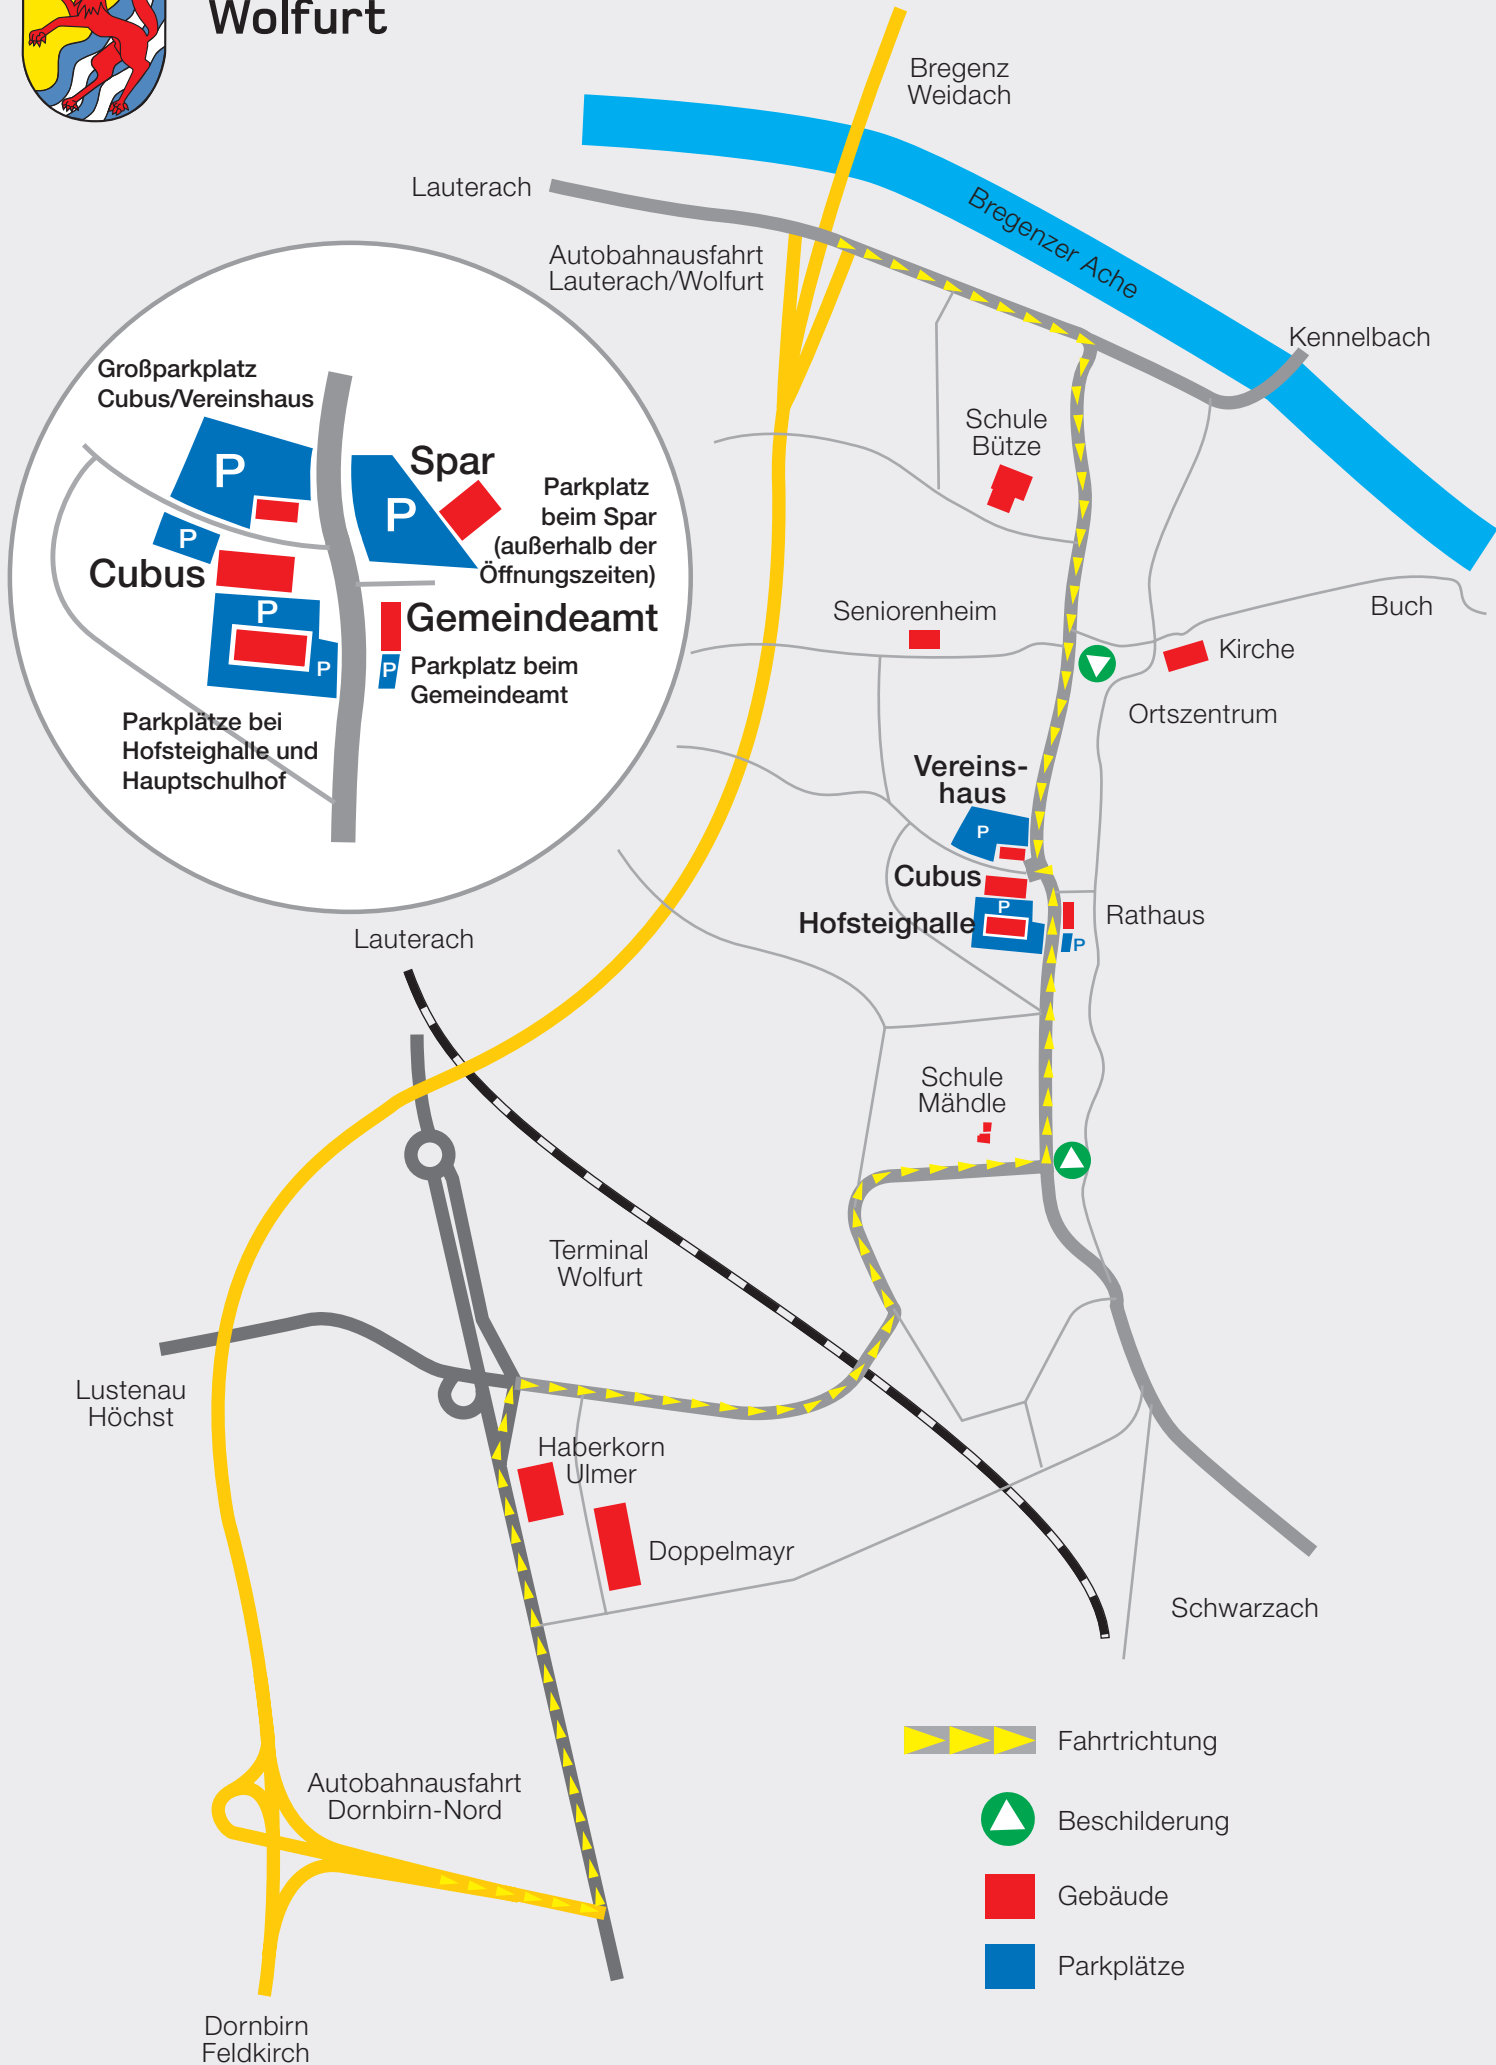 Wolfurt
Bregenz
Weidach
Lauterach
Bregenzer Ache
Autobahnausfahrt
Lauterach/Wolfurt
Kennelbach
Großparkplatz
Cubus/Vereinshaus
P
Spar
P
Parkplatz
beim Spar
(außerhalb der
Öffnungszeiten)
P
Cubus
P
Gemeindeamt
P
P
Parkplatz beim
Gemeindeamt
Parkplätze bei
Hofsteighalle und
Hauptschulhof
Schule
Bütze
Seniorenheim
Buch
Kirche
Ortszentrum
Vereins-
haus
P
Cubus
P
Hofsteighalle
Rathaus
P
Lauterach
Schule
Mähdle
Terminal
Wolfurt
Lustenau
Höchst
Haberkorn
Ulmer
Doppelmayr
Schwarzach
Autobahnausfahrt
Dornbirn-Nord
Dornbirn
Feldkirch
Fahrtrichtung
Beschilderung
Gebäude
Parkplätze